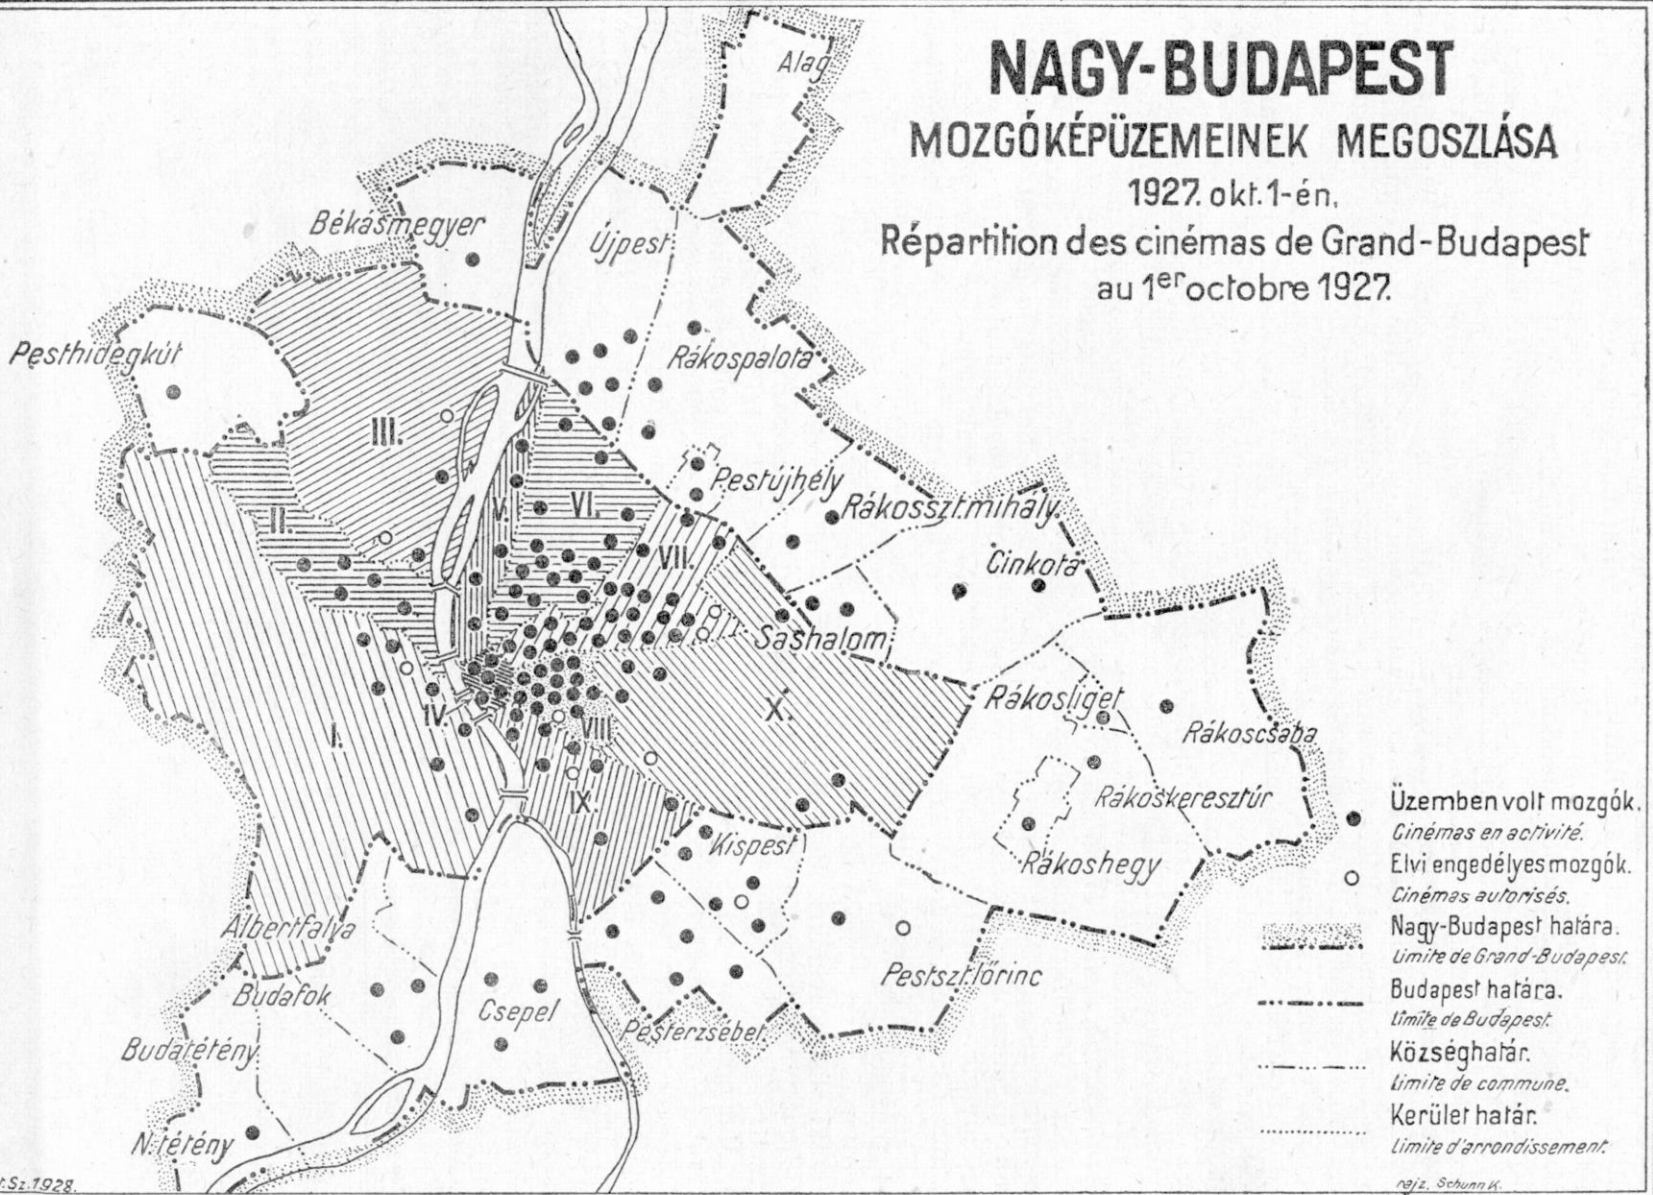 NAGY-BUDAPEST
MOZGÓKÉPÜZEMEINEK MEGOSZLÁSA
1927. okt. 1-én.
Répartition des cinémas de Grand-Budapest
au 1er octobre 1927.
Alag
Békásmegyer
Újpest
Pesthidegkút
Rákospalota
III.
Pestújhely
Rákosszt.mihály
II
V.
VI.
VII.
Cinkota
Sashalom
Rákosliget
IV.
VIII
X.
I.
Rákoscsaba
IX.
Rákoskeresztúr
Kispest
Rákoshegy
Albertfalva
Budafok
Csepel
Pestszt.lőrinc
Pesterzsébet
Budatétény
N.tétény
Üzemben volt mozgók.
Cinémas en activité.
Elvi engedélyes mozgók.
Cinémas autorisés.
Nagy-Budapest határa.
Limite de Grand-Budapest.
Budapest határa.
Limite de Budapest.
Községhatár.
Limite de commune.
Kerület határ.
Limite d'arrondissement.
Sz. 1928.
rajz. Schunn K.